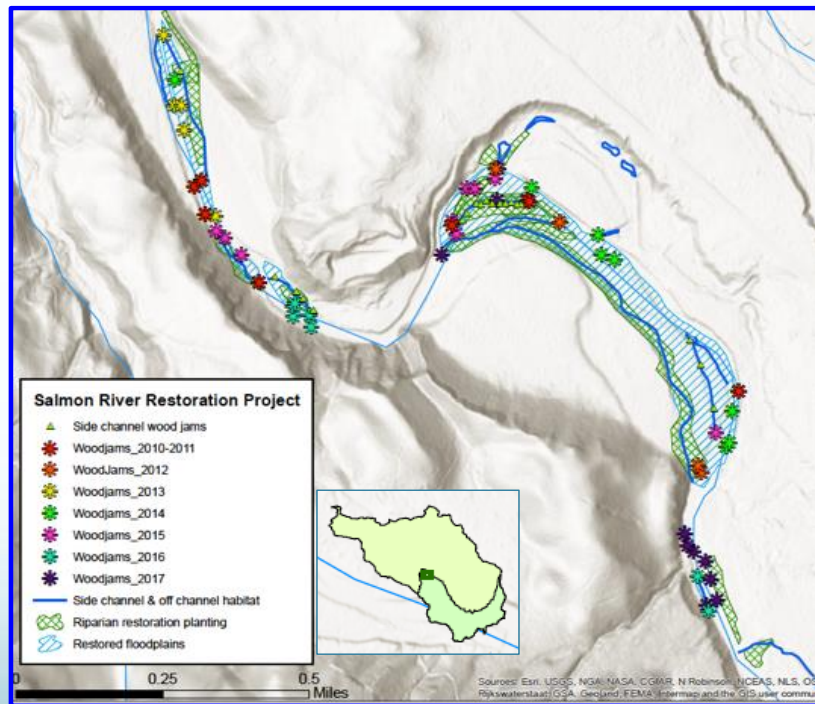 Salmon River Restoration Project
Side channel wood jams
Woodjams_2010-2011
WoodJams_2012
Woodjams_2013
Woodjams_2014
Woodjams_2015
Woodjams_2016
Woodjams_2017
Side channel & off channel habitat
Riparian restoration planting
Restored floodplains
0 0.25 0.5
Miles
Sources: Esri, USGS, NGA, NASA, CGIAR, N Robinson, NCEAS, NLS, OS
Rijkswaterstaat, GSA, Geoland, FEMA, Intermap and the GIS user commu